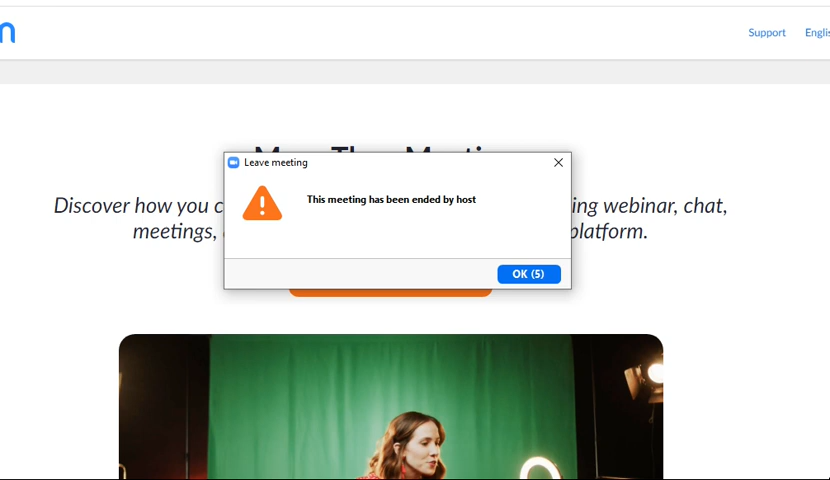 Support
Leave meeting
This meeting has been ended by host
Discover how you
ing webinar, chat,
meetings,
platform.
OK (5)